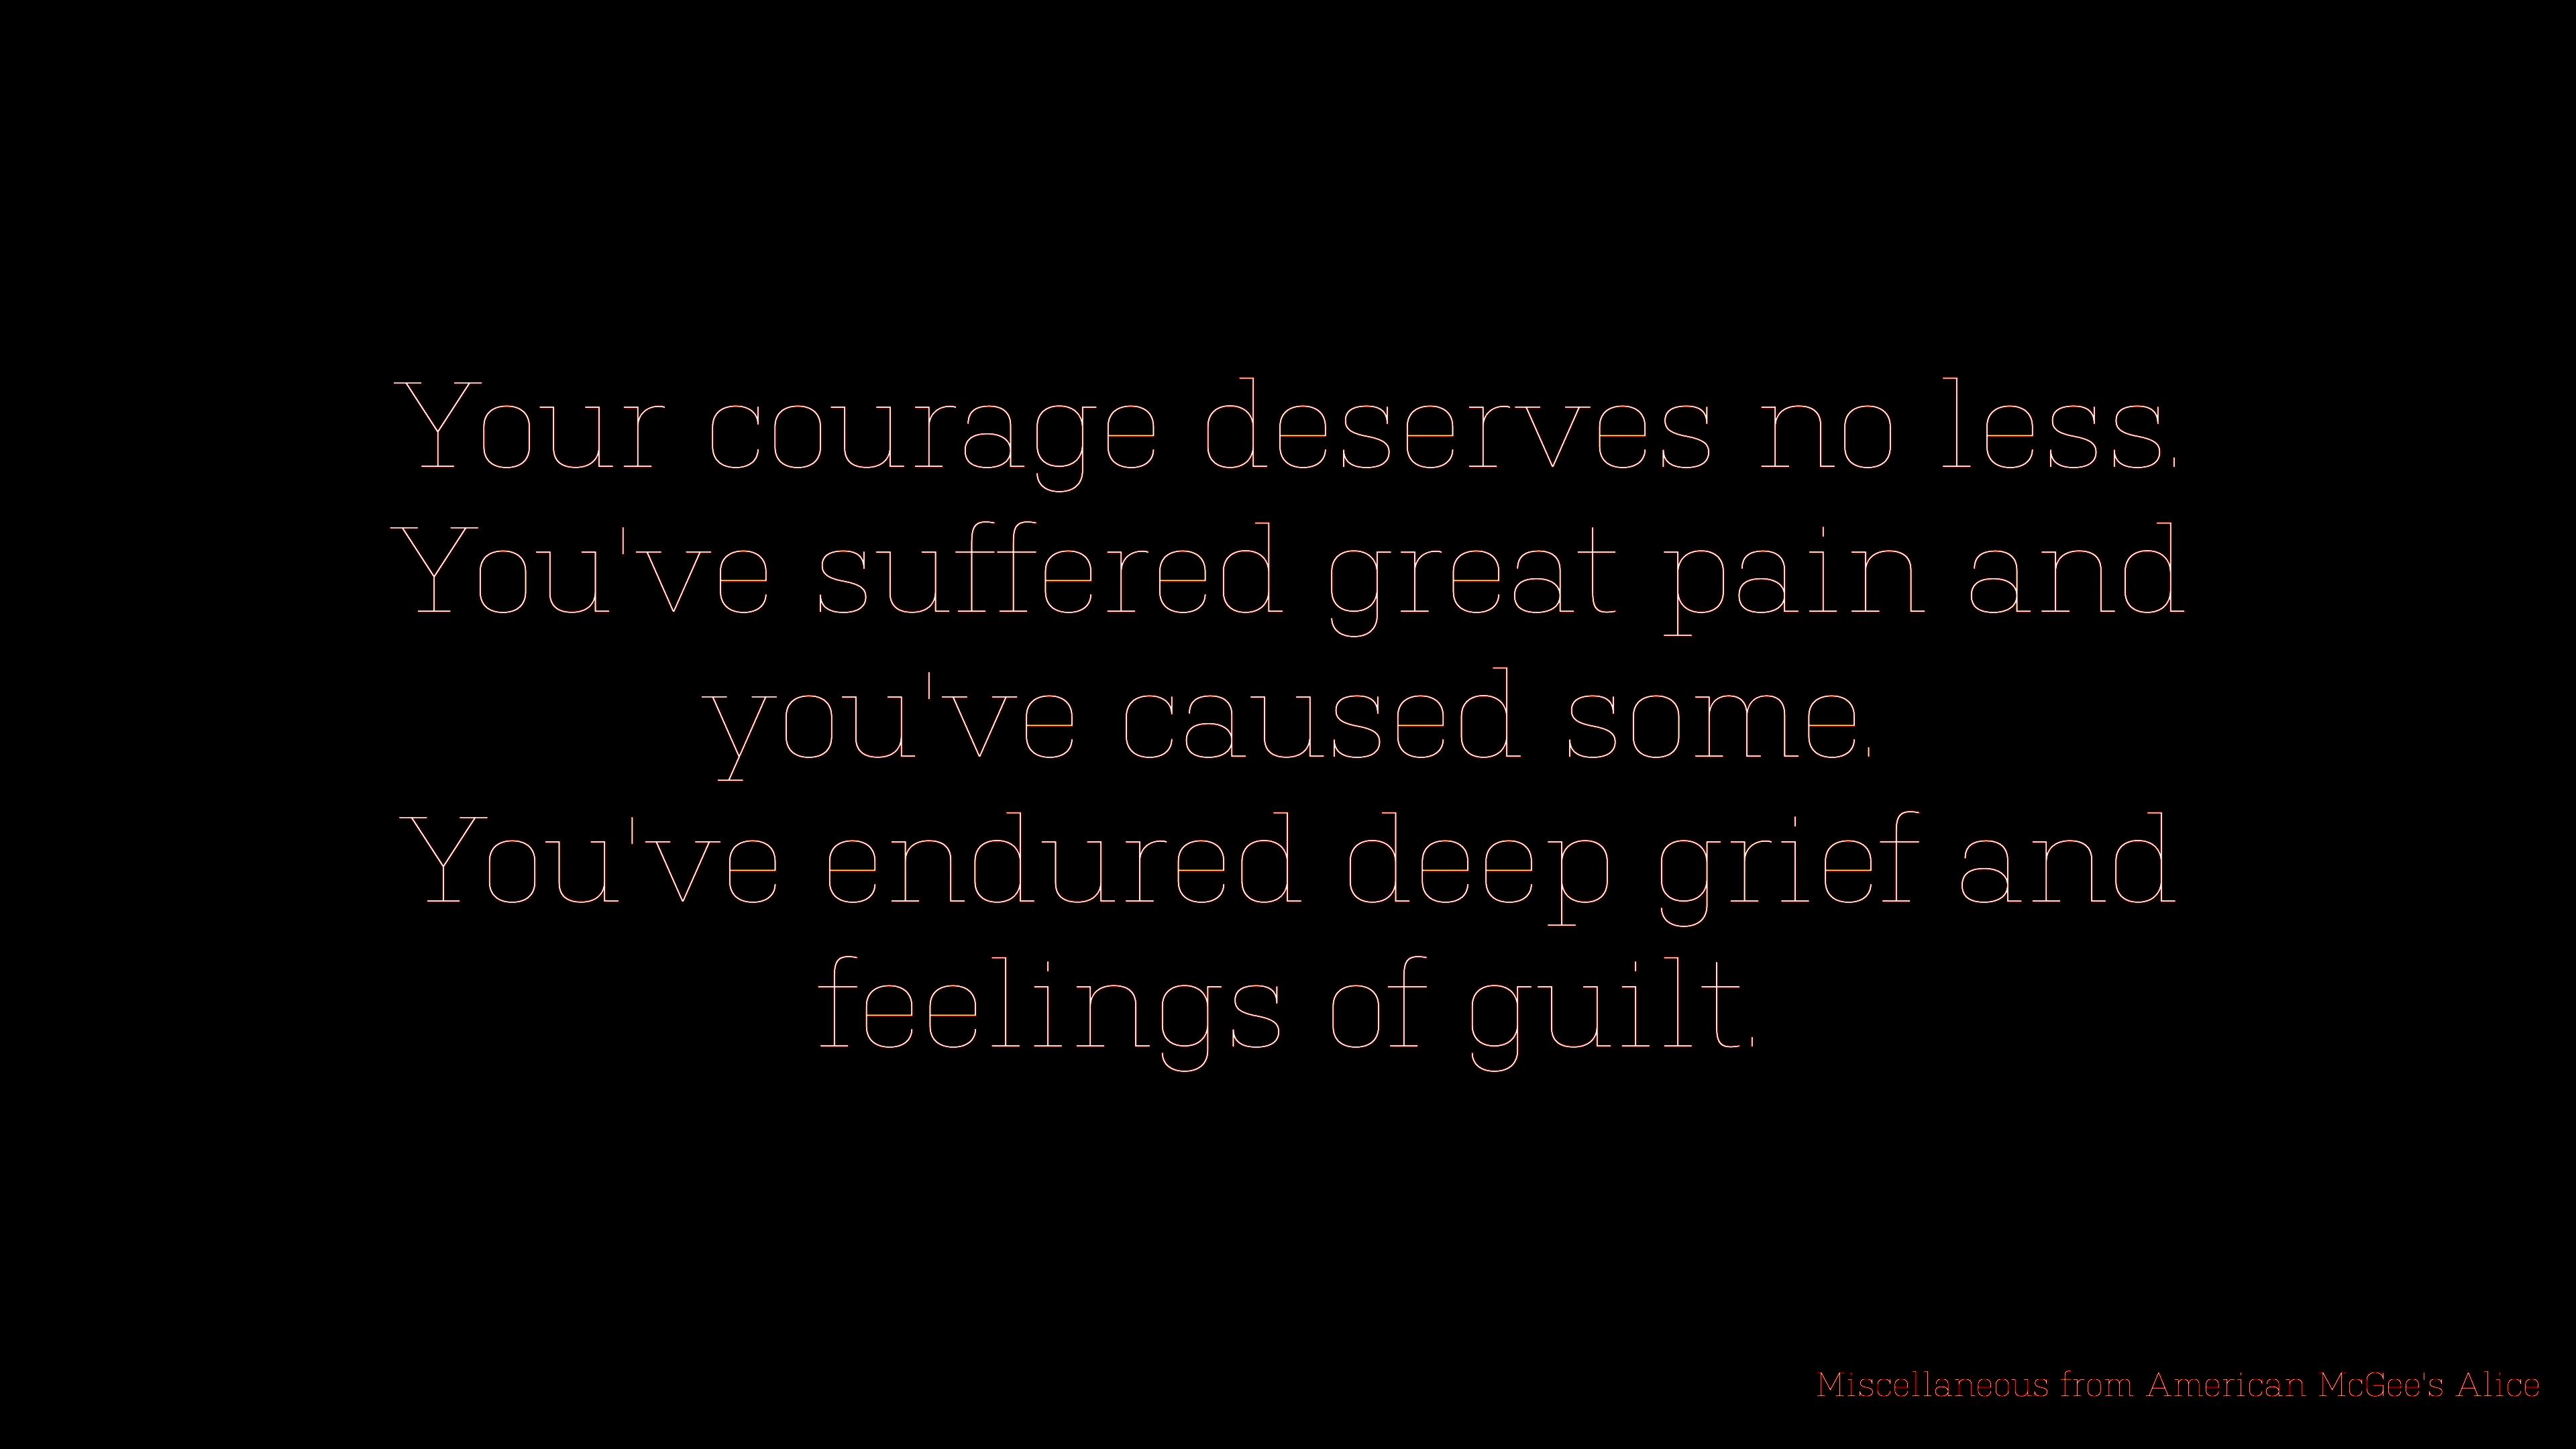 Your courage deserves no less.
You've suffered great pain and
you've caused some.
You've endured deep grief and
feelings of guilt.
Miscellaneous from American McGee's Alice